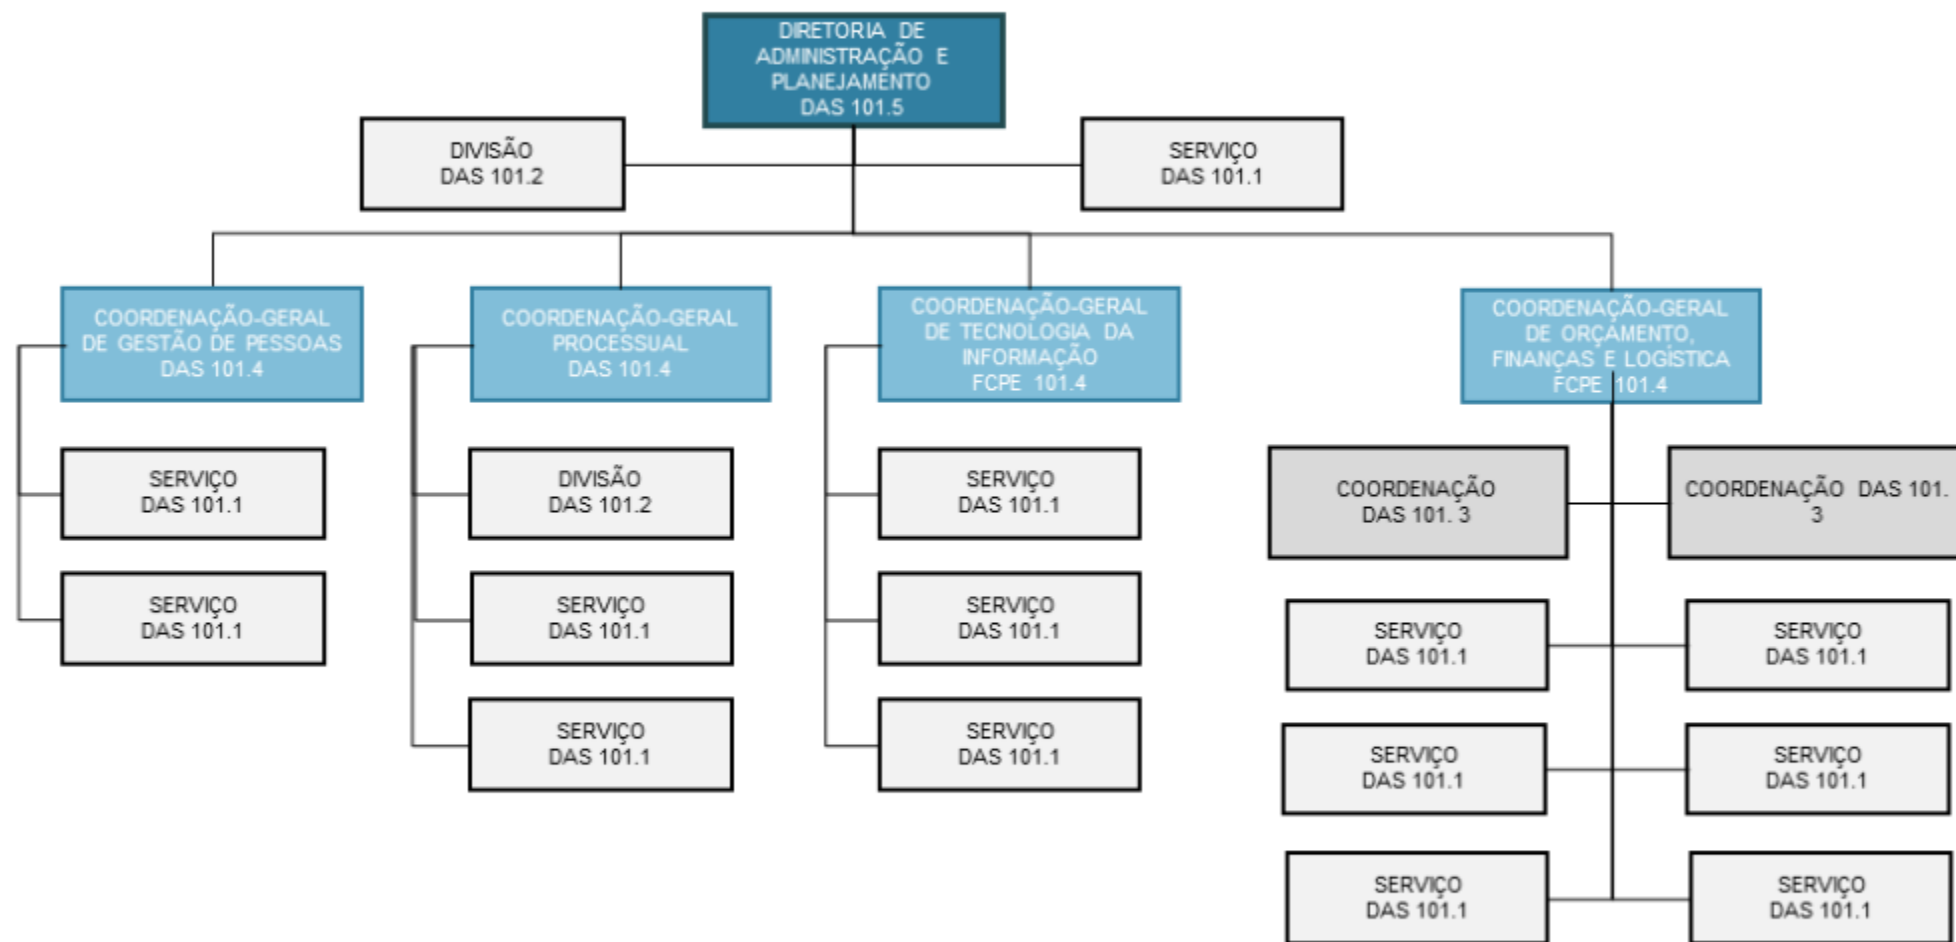 DIRETORIA DE
ADMINISTRAÇÃO E
PLANEJAMENTO
DAS 101.5
DIVISÃO
DAS 101.2
SERVIÇO
DAS 101.1
COORDENAÇÃO-GERAL
DE GESTÃO DE PESSOAS
DAS 101.4
COORDENAÇÃO-GERAL
PROCESSUAL
DAS 101.4
COORDENAÇÃO-GERAL
DE TECNOLOGIA DA
INFORMAÇÃO
FCPE 101.4
COORDENAÇÃO-GERAL
DE ORÇAMENTO,
FINANÇAS E LOGÍSTICA
FCPE 101.4
SERVIÇO
DAS 101.1
DIVISÃO
DAS 101.2
SERVIÇO
DAS 101.1
COORDENAÇÃO
DAS 101. 3
COORDENAÇÃO DAS 101.
3
SERVIÇO
DAS 101.1
SERVIÇO
DAS 101.1
SERVIÇO
DAS 101.1
SERVIÇO
DAS 101.1
SERVIÇO
DAS 101.1
SERVIÇO
DAS 101.1
SERVIÇO
DAS 101.1
SERVIÇO
DAS 101.1
SERVIÇO
DAS 101.1
SERVIÇO
DAS 101.1
SERVIÇO
DAS 101.1